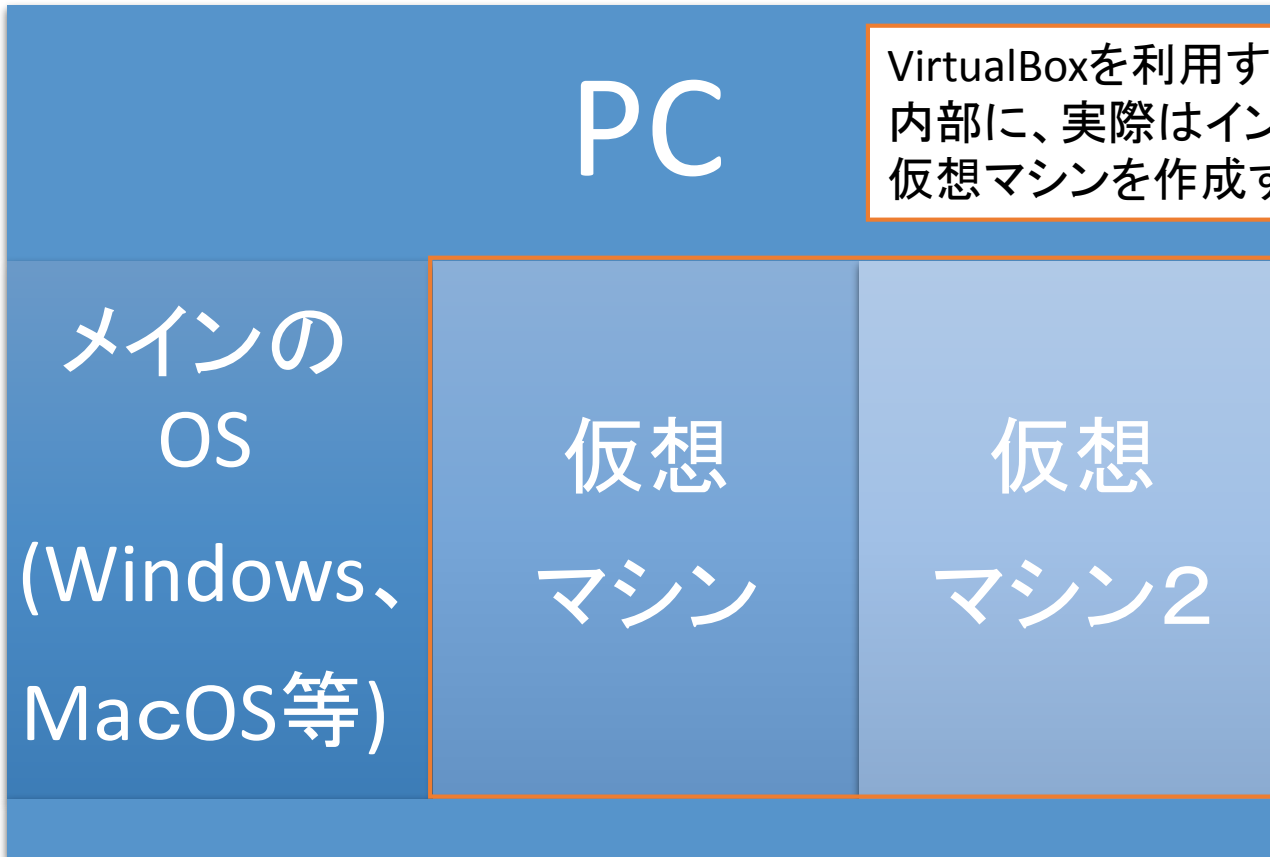 PC
VirtualBoxを利用す
内部に、実際はイン
仮想マシンを作成す
メインの
OS
(Windows、
MacOS等)
仮想
マシン
仮想
マシン２